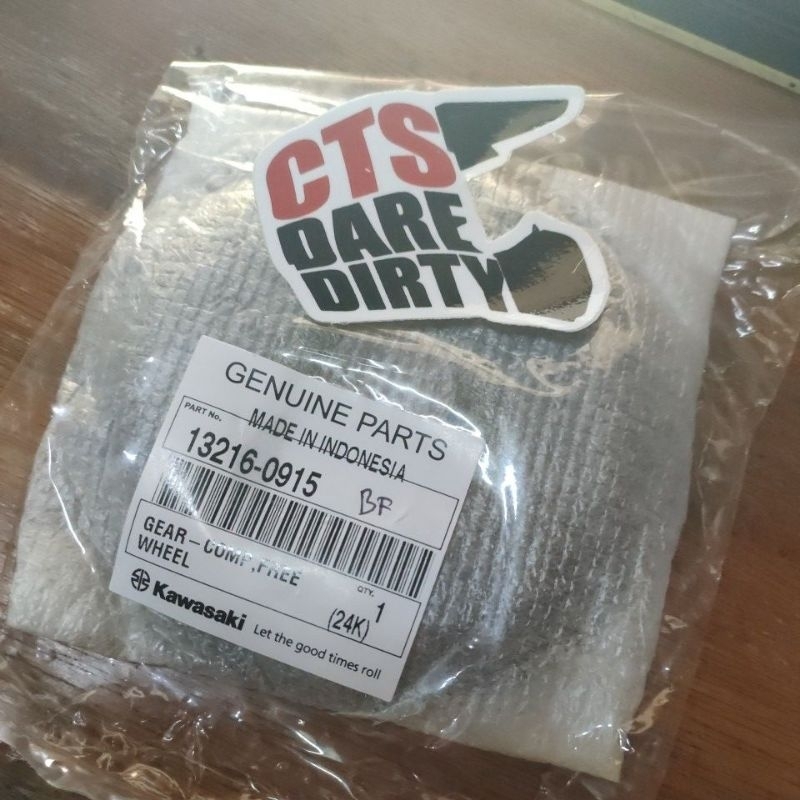 CTS
DARE
DIRTY
GENUINE PARTS
MADE IN INDONESIA
PART No.
13216-0915
BF
GEAR-COMP,FREE
WHEEL
QTY. 1
(24K)
Kawasaki Let the good times roll